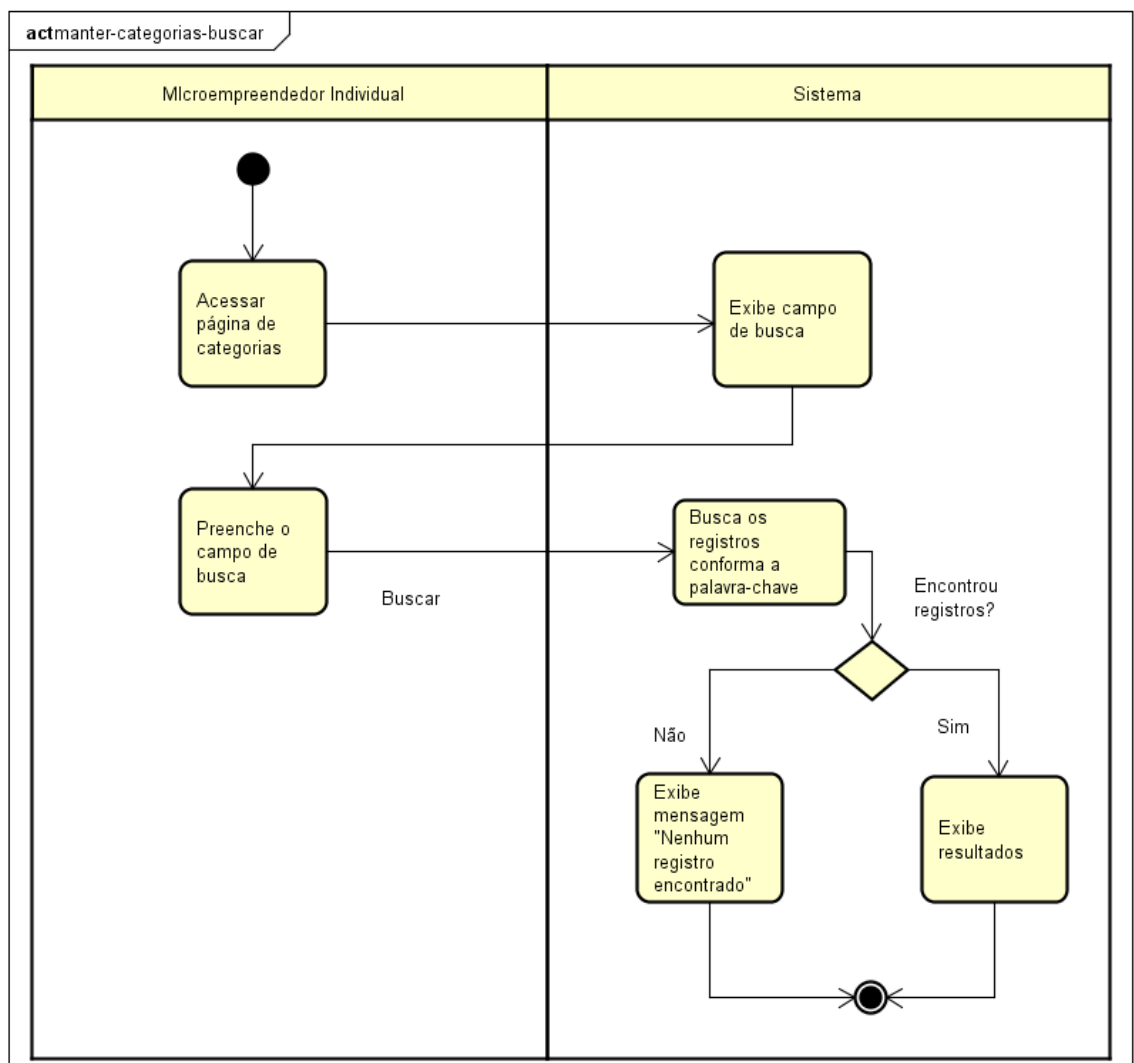 actmanter-categorias-buscar
MIcroempreendedor Individual
Sistema
Acessar
página de
categorias
Exibe campo
de busca
Preenche o
campo de
busca
Buscar
Busca os
registros
conforma a
palavra-chave
Encontrou
registros?
Não
Sim
Exibe
mensagem
"Nenhum
registro
encontrado"
Exibe
resultados